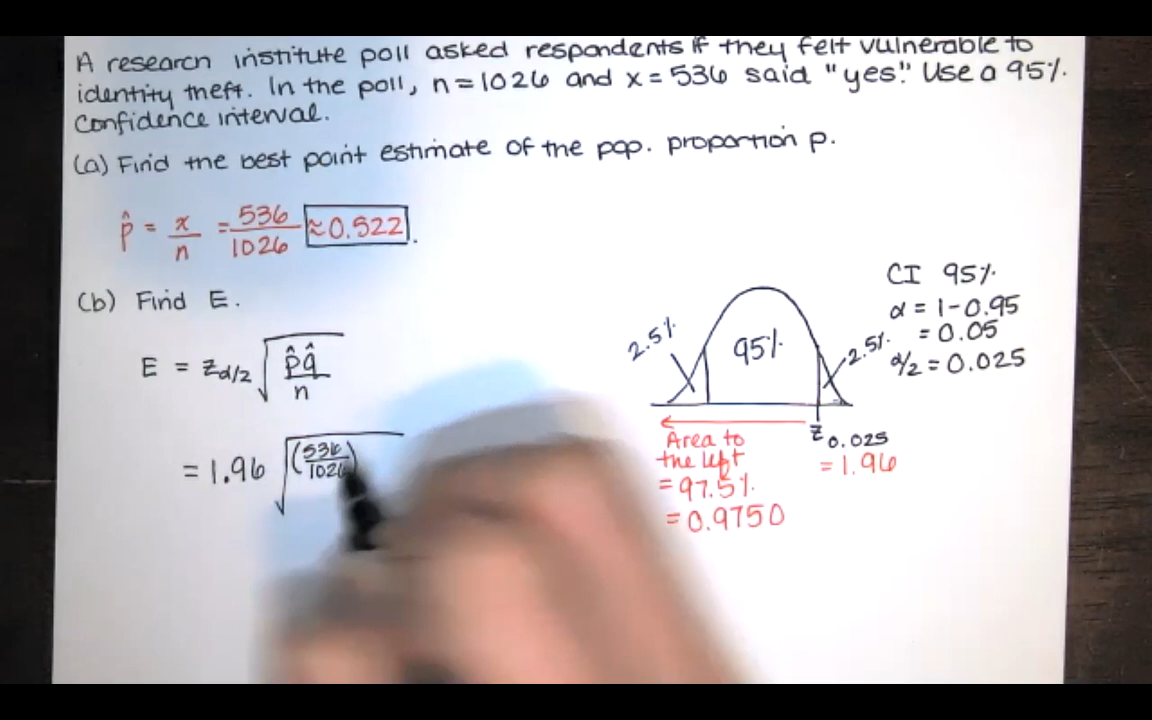 A research institute poll asked respondents if they felt vulnerable to
identity theft. In the poll, n=1026 and x=536 said "yes." Use a 95%
confidence interval.
(a) Find the best point estimate of the pop. proportion p.
p̂ = x/n = 536/1026 ≈0.522.
(b) Find E.
E = z α/2 √(p̂q̂/n)
= 1.96 √(536/1026)
2.5%
95%
2.5%
Area to
the left
= 97.5%
= 0.9750
z 0.025
= 1.96
CI 95%
α = 1-0.95
= 0.05
α/2 = 0.025